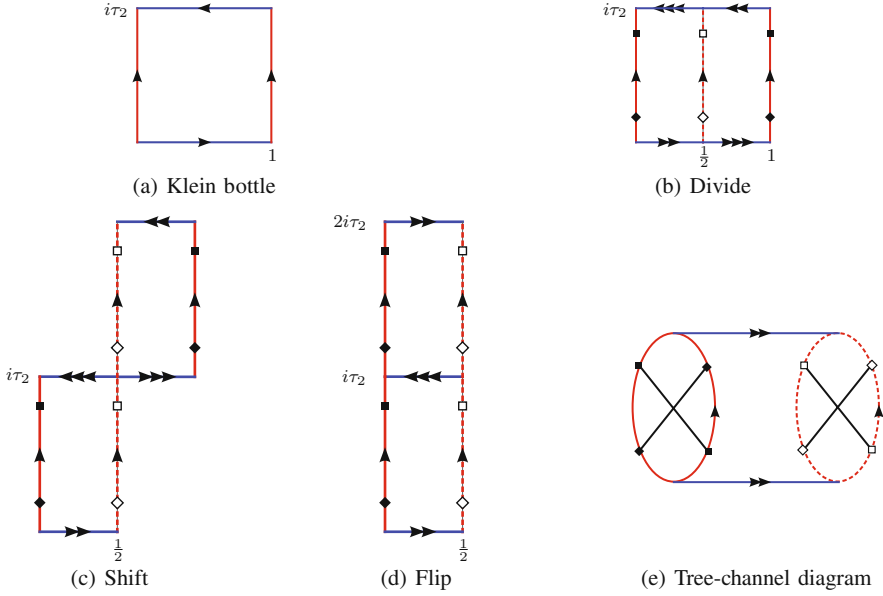 iτ₂
1
(a) Klein bottle
iτ₂
1/2
1
(b) Divide
iτ₂
1/2
(c) Shift
2iτ₂
iτ₂
1/2
(d) Flip
(e) Tree-channel diagram